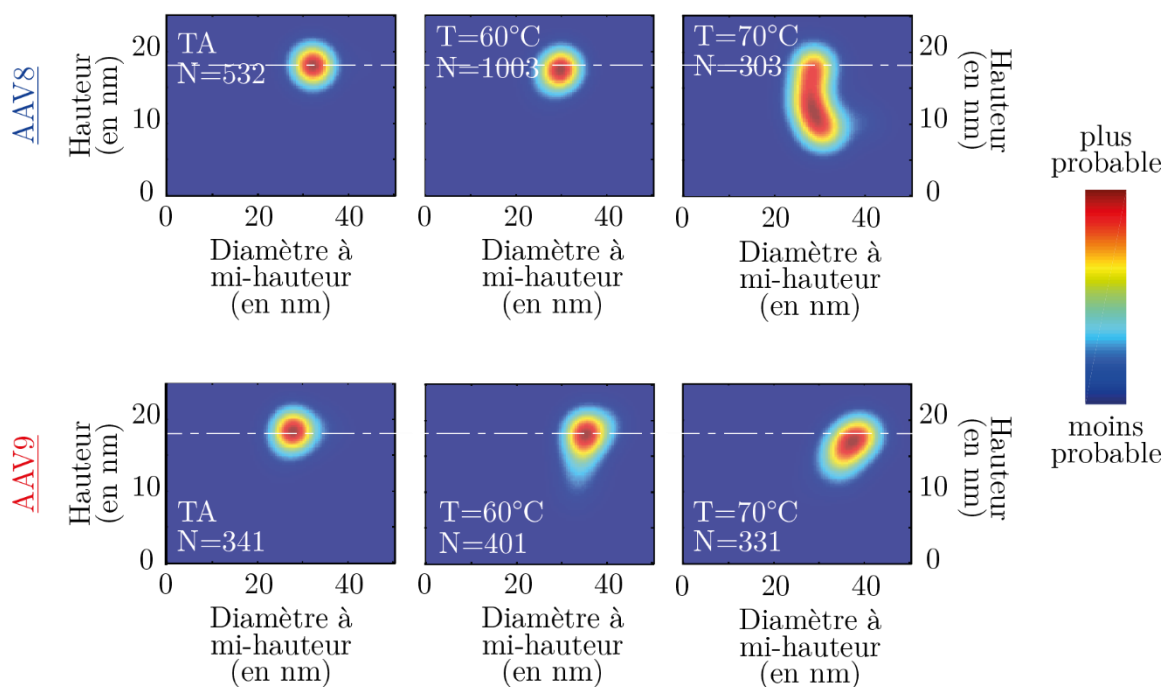 AAV8
Hauteur
(en nm)
20
10
0
TA
N=532
0
20
40
Diamètre à
mi-hauteur
(en nm)
T=60°C
N=1003
0
20
40
Diamètre à
mi-hauteur
(en nm)
T=70°C
N=303
0
20
40
Diamètre à
mi-hauteur
(en nm)
20
10
0
Hauteur
(en nm)
plus
probable
moins
probable
AAV9
Hauteur
(en nm)
20
10
0
TA
N=341
0
20
40
Diamètre à
mi-hauteur
(en nm)
T=60°C
N=401
0
20
40
Diamètre à
mi-hauteur
(en nm)
T=70°C
N=331
0
20
40
Diamètre à
mi-hauteur
(en nm)
20
10
0
Hauteur
(en nm)